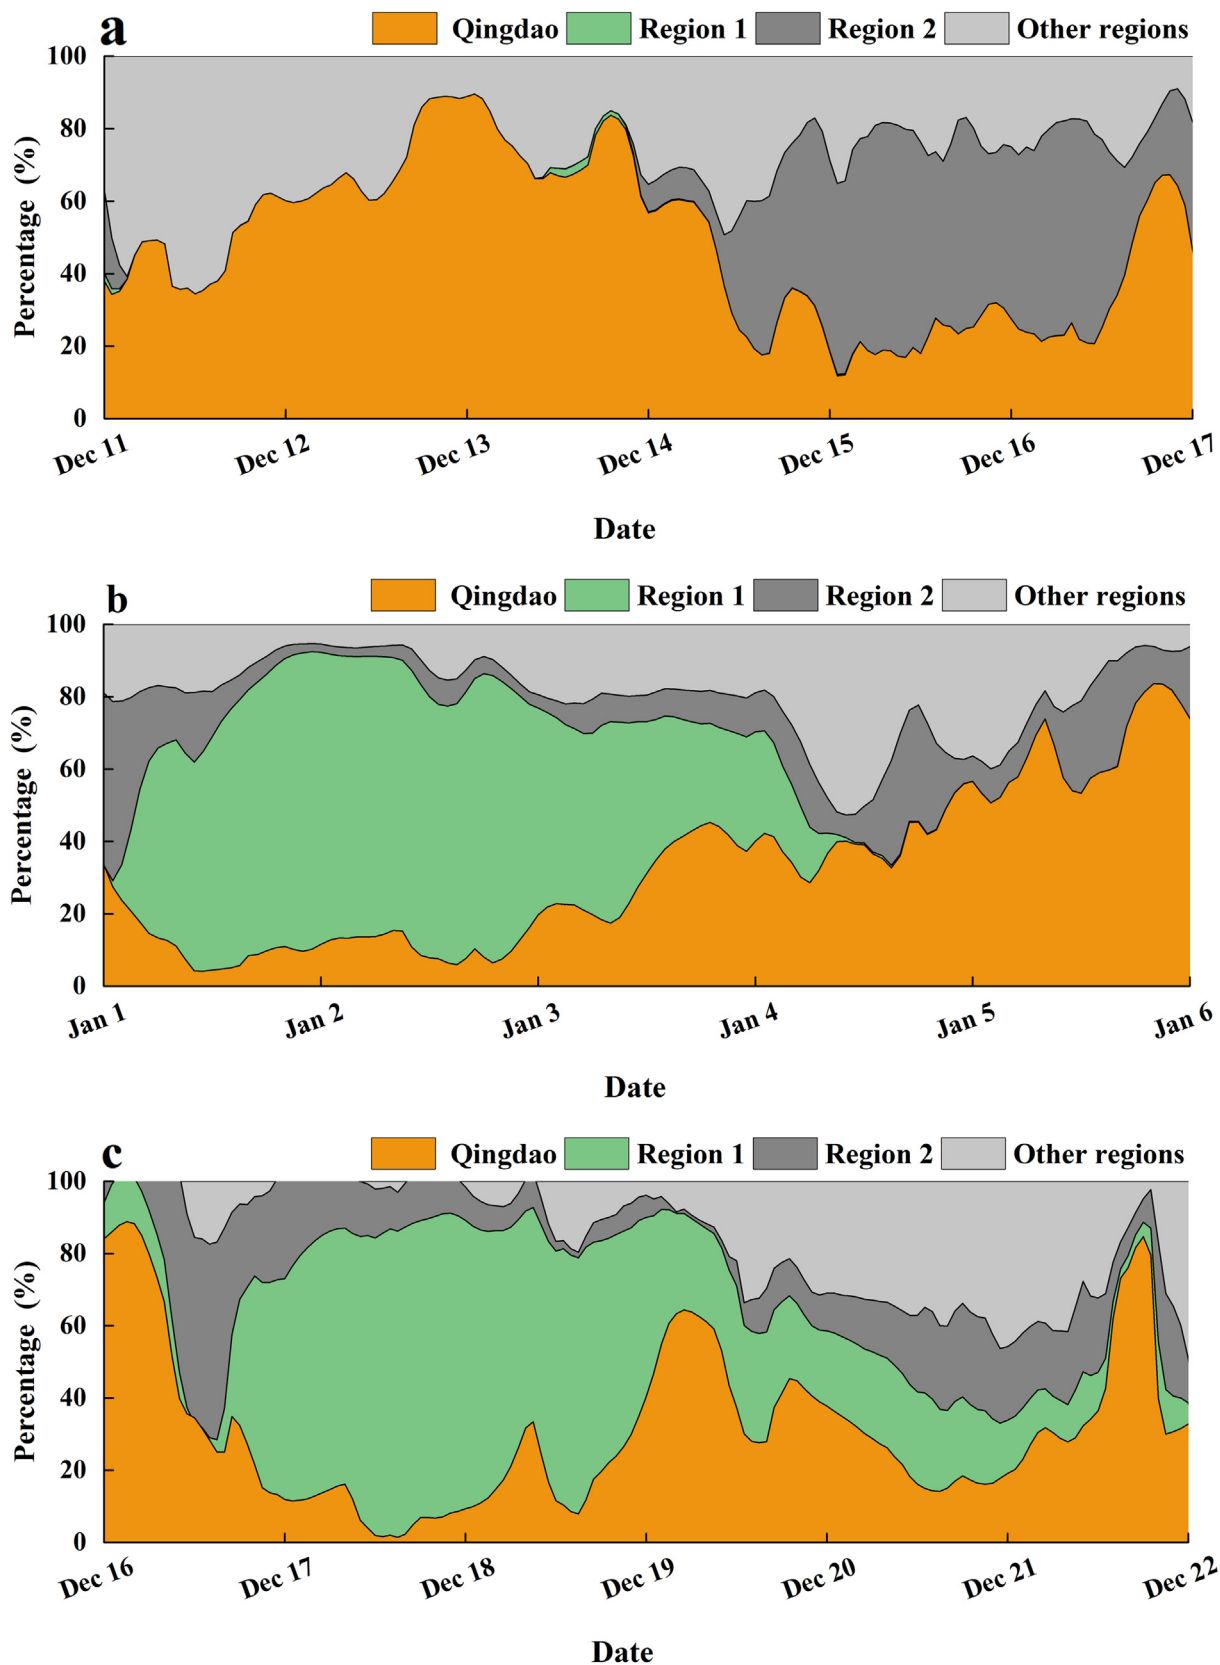 a
Qingdao Region 1 Region 2 Other regions
100
80
60
40
20
0
Percentage (%)
Dec 11 Dec 12 Dec 13 Dec 14 Dec 15 Dec 16 Dec 17
Date
b
Qingdao Region 1 Region 2 Other regions
100
80
60
40
20
0
Percentage (%)
Jan 1 Jan 2 Jan 3 Jan 4 Jan 5 Jan 6
Date
c
Qingdao Region 1 Region 2 Other regions
100
80
60
40
20
0
Percentage (%)
Dec 16 Dec 17 Dec 18 Dec 19 Dec 20 Dec 21 Dec 22
Date